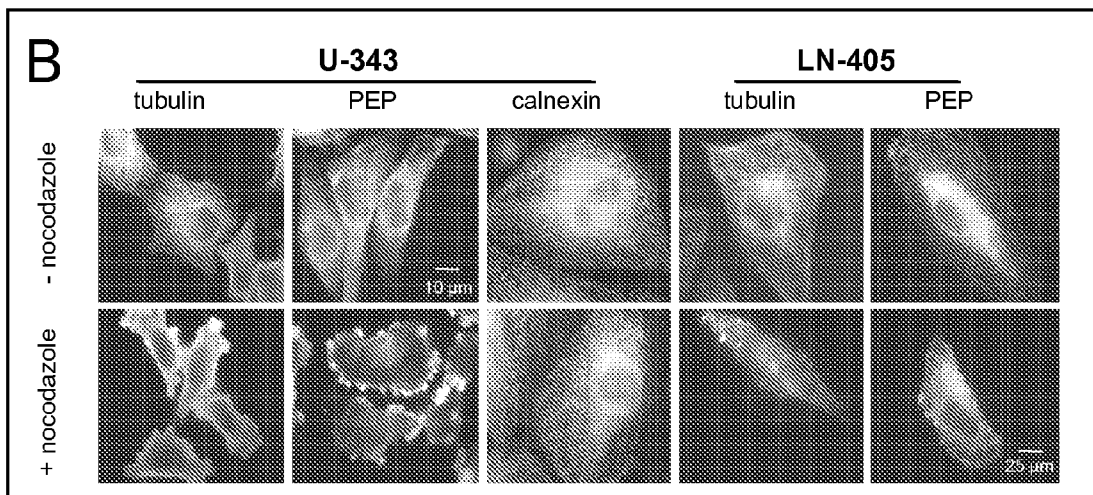 B
U-343 LN-405
tubulin PEP calnexin tubulin PEP
- nocodazole
10 µm
+ nocodazole
25 µm